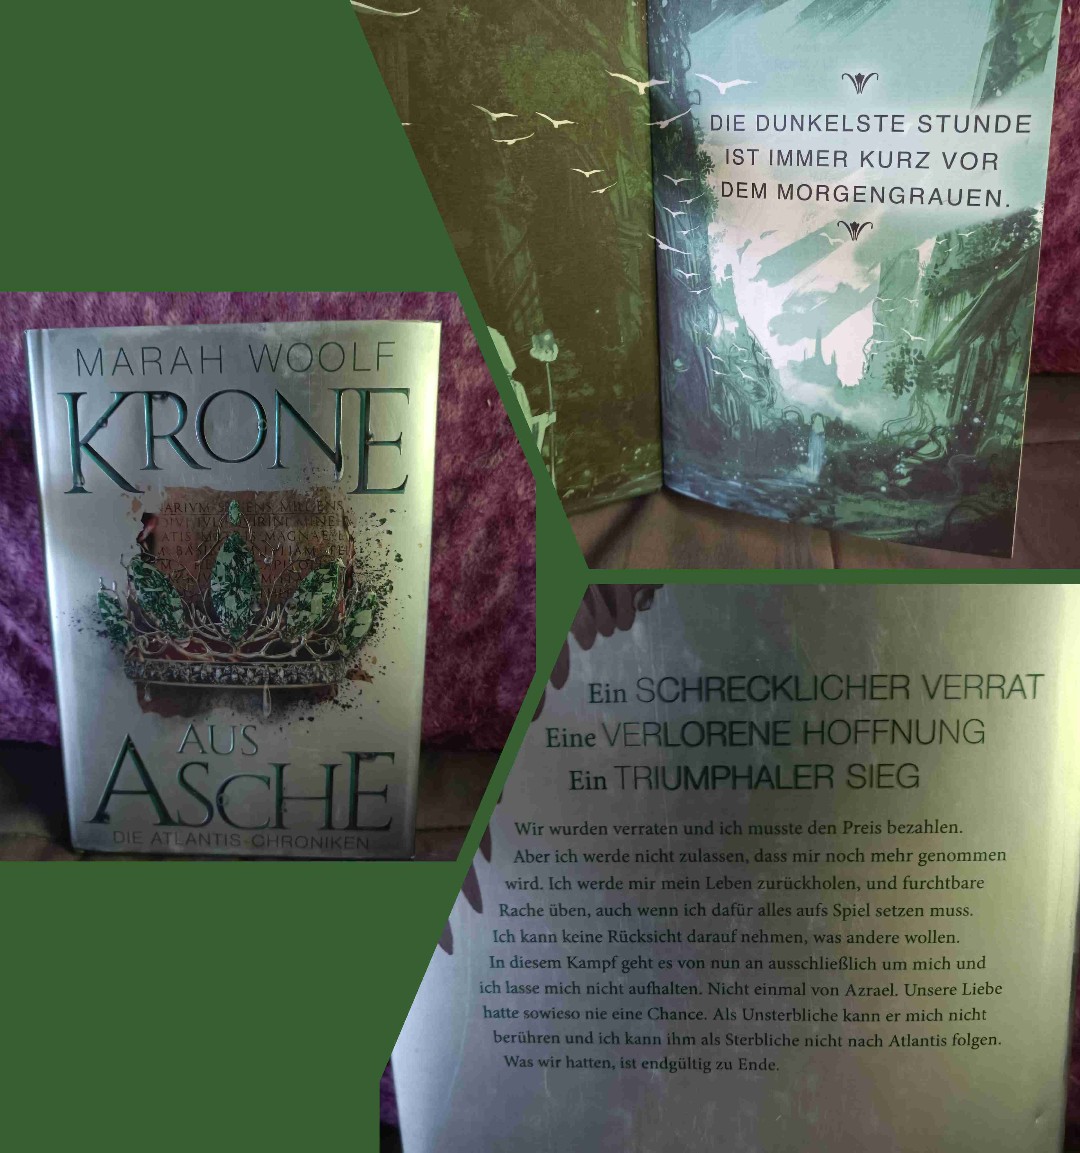 DIE DUNKELSTE STUNDE
IST IMMER KURZ VOR
DEM MORGENGRAUEN.
MARAH WOOLF
KRONE
AUS
ASCHE
DIE ATLANTIS-CHRONIKEN
Ein SCHRECKLICHER VERRAT
Eine VERLORENE HOFFNUNG
Ein TRIUMPHALER SIEG
Wir wurden verraten und ich musste den Preis bezahlen.
Aber ich werde nicht zulassen, dass mir noch mehr genommen
wird. Ich werde mir mein Leben zurückholen, und furchtbare
Rache üben, auch wenn ich dafür alles aufs Spiel setzen muss.
Ich kann keine Rücksicht darauf nehmen, was andere wollen.
In diesem Kampf geht es von nun an ausschließlich um mich und
ich lasse mich nicht aufhalten. Nicht einmal von Azrael. Unsere Liebe
hatte sowieso nie eine Chance. Als Unsterbliche kann er mich nicht
berühren und ich kann ihm als Sterbliche nicht nach Atlantis folgen.
Was wir hatten, ist endgültig zu Ende.